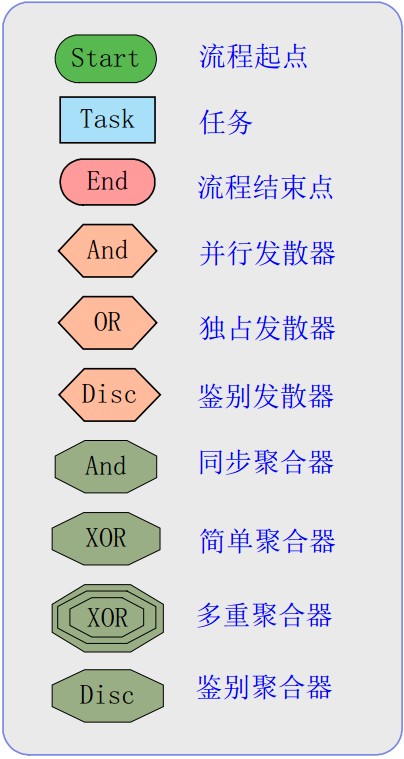 Start 流程起点
Task 任务
End 流程结束点
And 并行发散器
OR 独占发散器
Disc 鉴别发散器
And 同步聚合器
XOR 简单聚合器
XOR 多重聚合器
Disc 鉴别聚合器